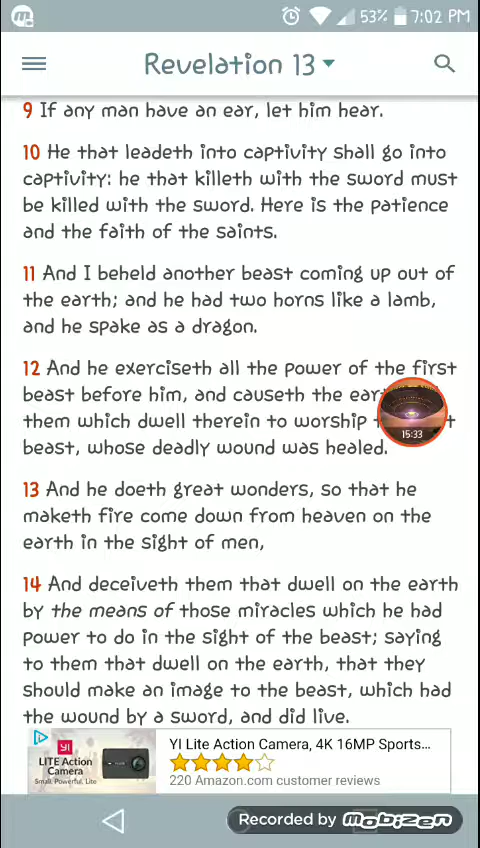 53% 7:02 PM
Revelation 13
9 If any man have an ear, let him hear.
10 He that leadeth into captivity shall go into
captivity: he that killeth with the sword must
be killed with the sword. Here is the patience
and the faith of the saints.
11 And I beheld another beast coming up out of
the earth; and he had two horns like a lamb,
and he spake as a dragon.
12 And he exerciseth all the power of the first
beast before him, and causeth the
them which dwell therein to worship
15:33
beast, whose deadly wound was healed.
13 And he doeth great wonders, so that he
maketh fire come down from heaven on the
earth in the sight of men,
14 And deceiveth them that dwell on the earth
by the means of those miracles which he had
power to do in the sight of the beast; saying
to them that dwell on the earth, that they
should make an image to the beast, which had
the wound by a sword, and did live.
YI
LITE Action
Camera
Small, Powerful, Lite
YI Lite Action Camera, 4K 16MP Sports...
220 Amazon.com customer reviews
Recorded by Mobizen